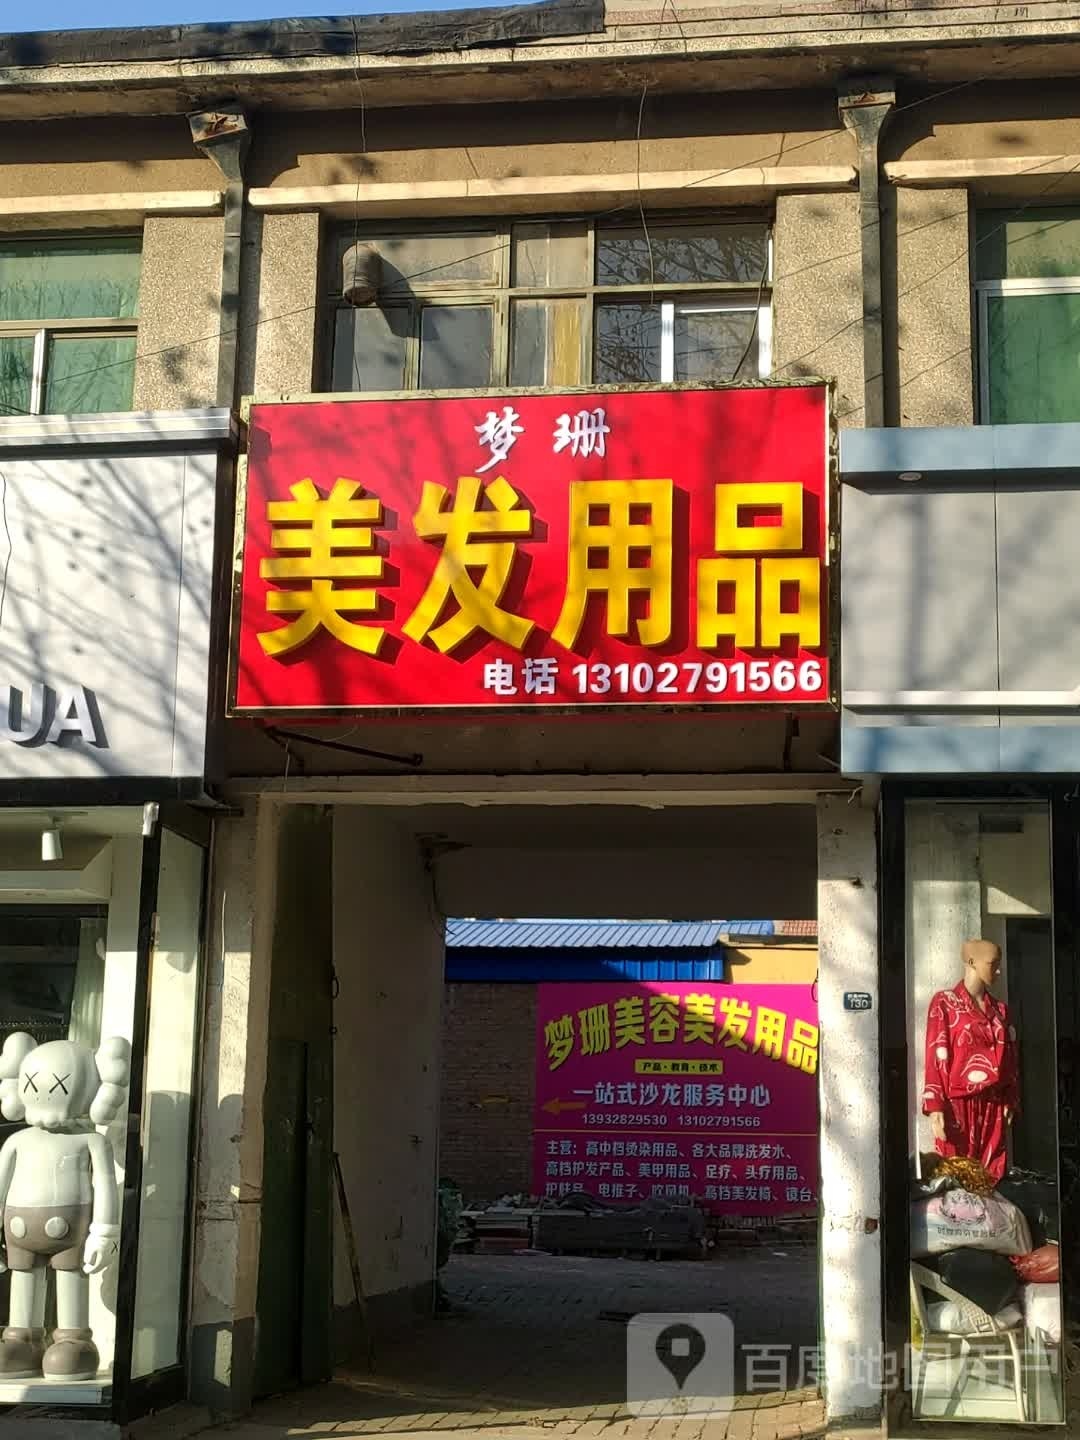 梦珊
美发用品
电话 13102791566
UA
130
梦珊美容美发用品
产品·教育·技术
一站式沙龙服务中心
13932829530 13102791566
主营：高中档烫染用品、各大品牌洗发水、
高档护发产品、美甲用品、足疗、头疗用品、
护肤品、电推子、吹风机、高档美发椅、镜台、
百度地图用户